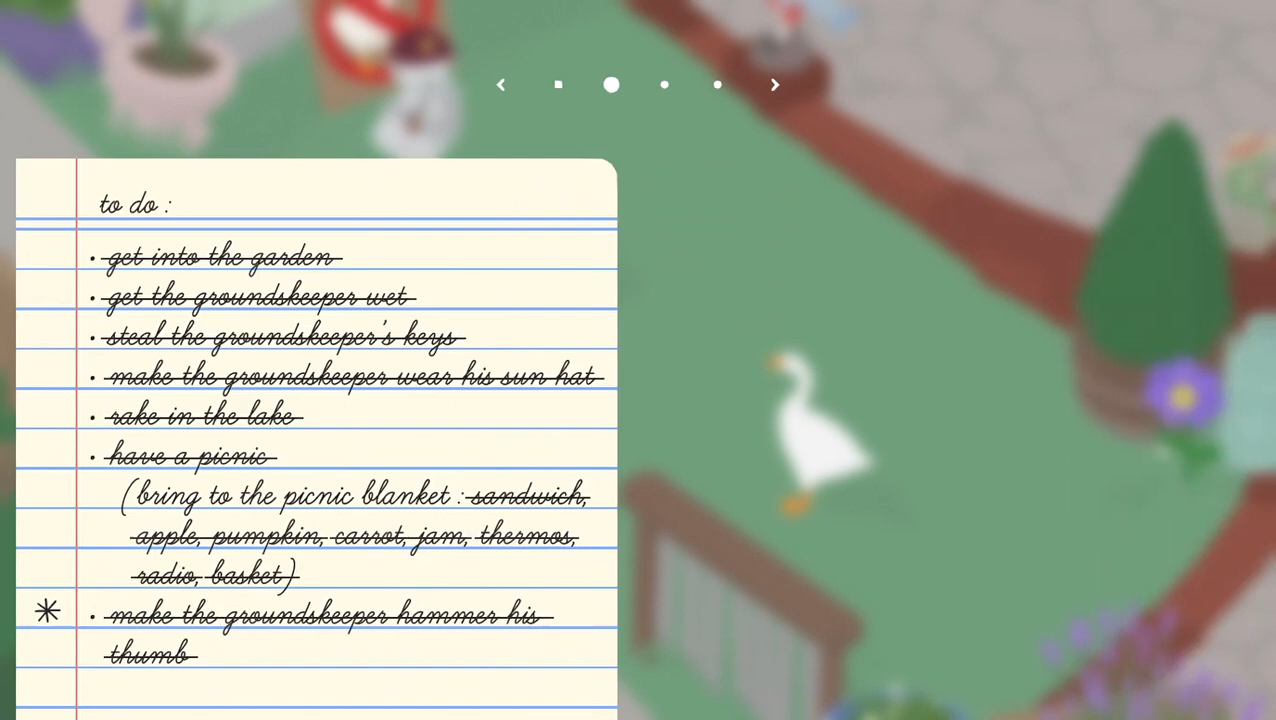 to do :
• get into the garden
• get the groundskeeper wet
• steal the groundskeeper's keys
• make the groundskeeper wear his sun hat
• rake in the lake
• have a picnic
(bring to the picnic blanket : sandwich,
apple, pumpkin, carrot, jam, thermos,
radio, basket)
* • make the groundskeeper hammer his
thumb